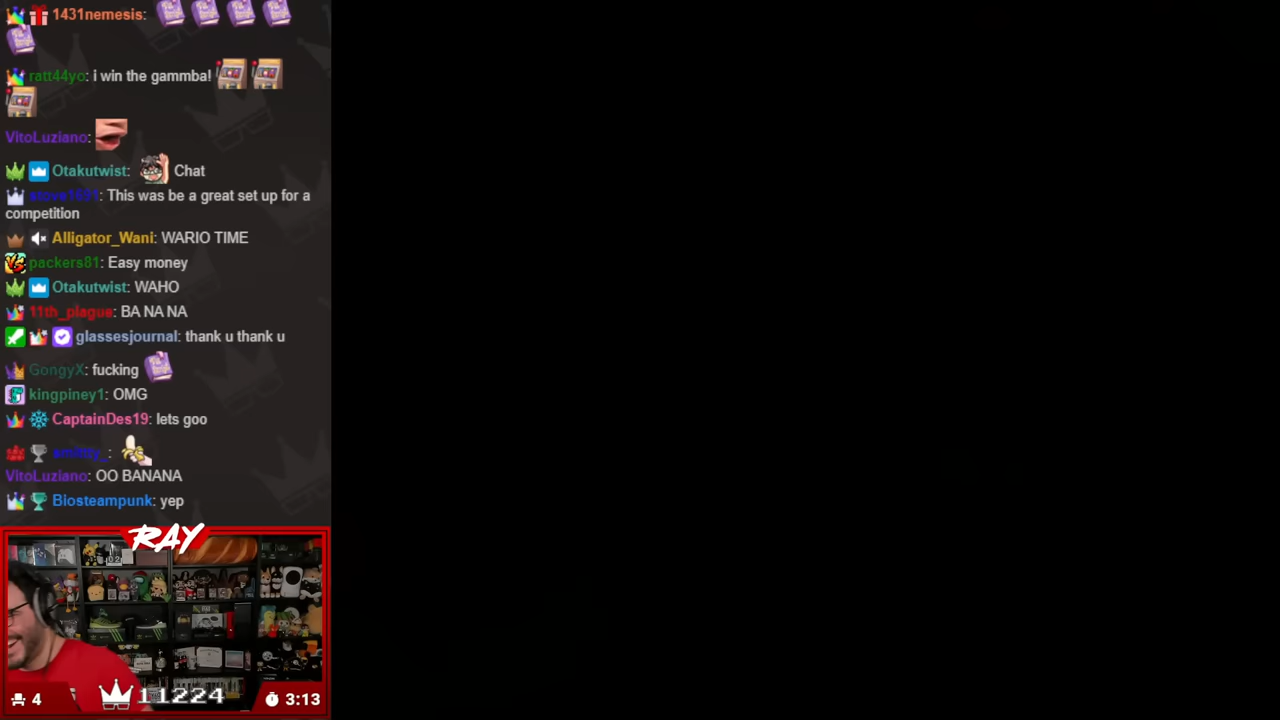 1431nemesis:
ratt44yo: i win the gammba!
VitoLuziano:
Otakutwist: Chat
: This was be a great set up for a
competition
Alligator_Wani: WARIO TIME
packers81: Easy money
Otakutwist: WAHO
11th_plague: BA NA NA
glassesjournal: thank u thank u
GongyX: fucking
kingpiney1: OMG
CaptainDes19: lets goo
VitoLuziano: OO BANANA
Biosteampunk: yep
RAY
4 11224 3:13